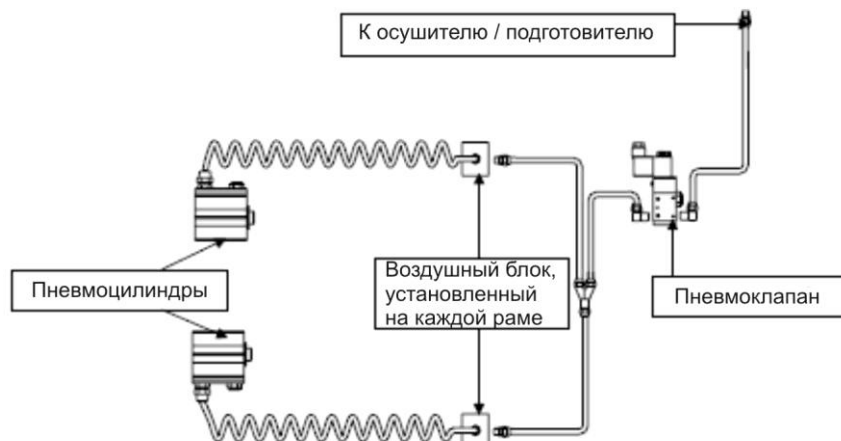 К осушителю / подготовителю
Пневмоцилиндры
Воздушный блок,
установленный
на каждой раме
Пневмоклапан